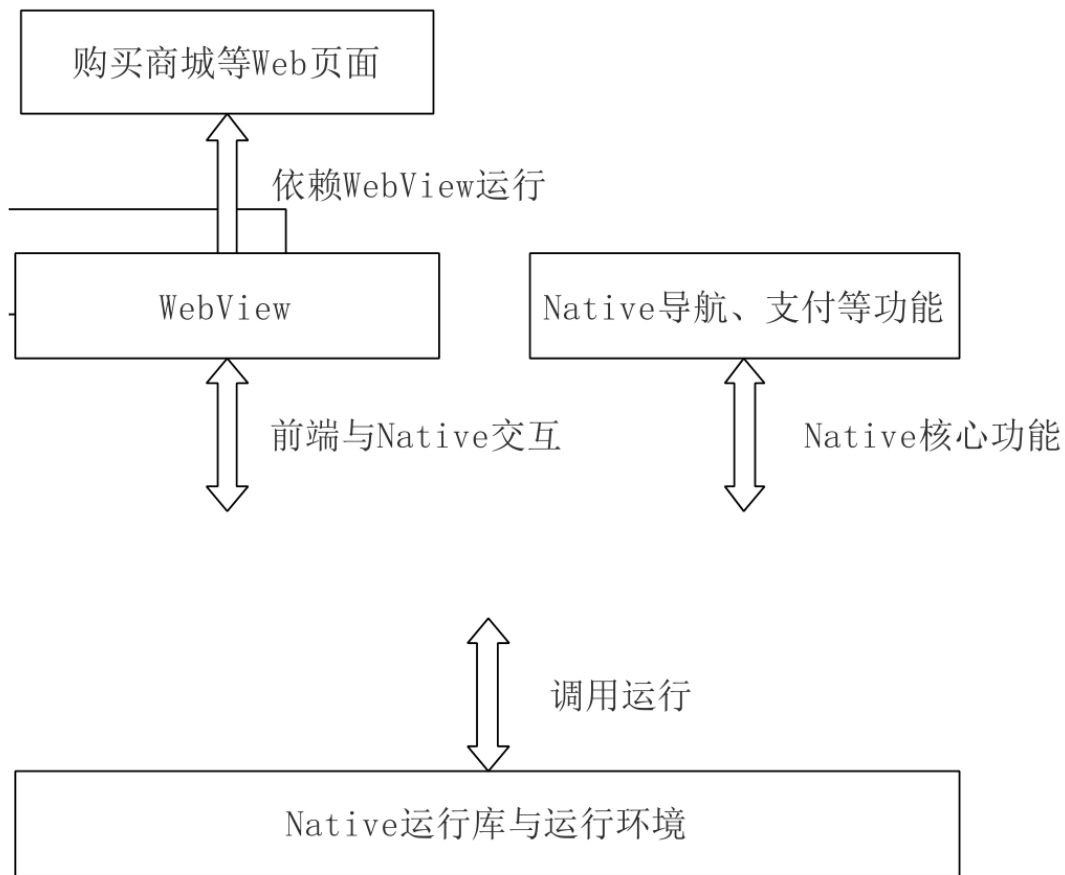 购买商城等Web页面
依赖WebView运行
WebView
Native导航、支付等功能
前端与Native交互
Native核心功能
调用运行
Native运行库与运行环境